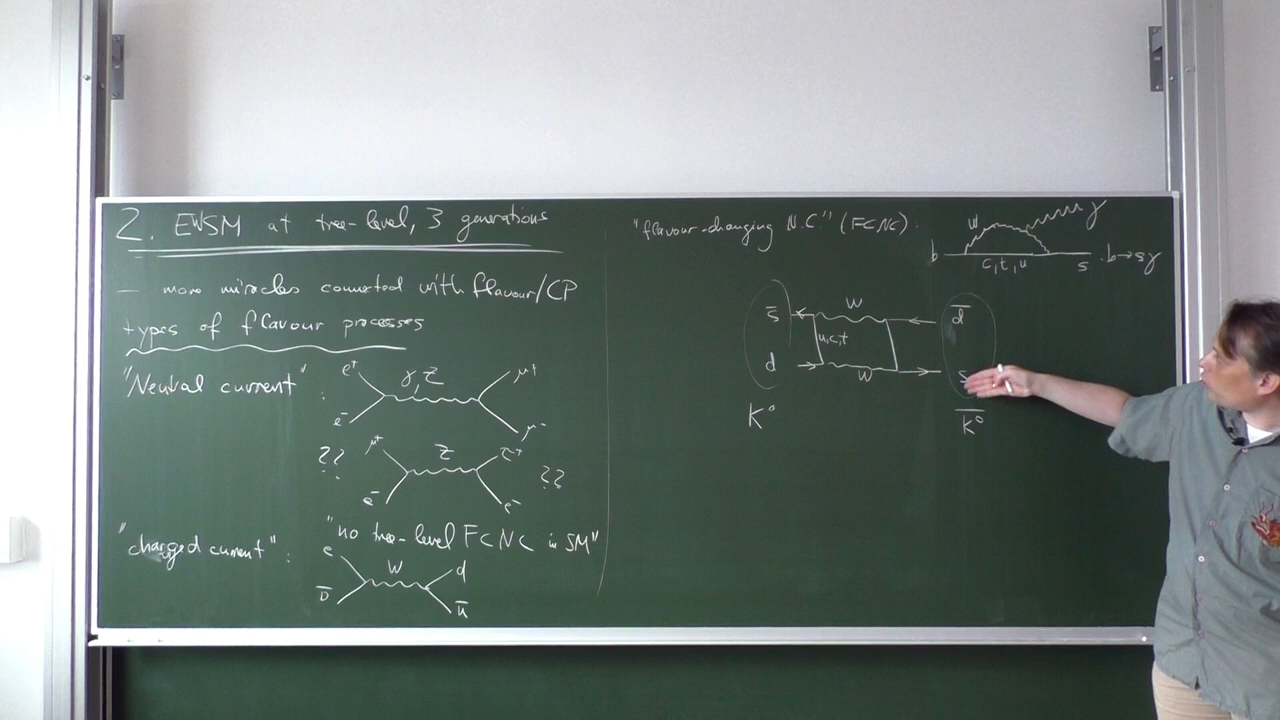 2. EWSM at tree-level, 3 generations
— more miracles connected with flavour/CP
types of flavour processes
"Neutral current" :
e⁺ γ, Z μ⁺
e⁻ μ⁻
?? μ⁺ Z τ⁺ ??
e⁻ e⁻
"no tree-level FCNC in SM"
"charged current" :
e W d
ν̄ ū
"flavour-changing N.C." (FCNC) :
W γ
b c, t, u s b→sγ
s̄ W d̄
u, c, t
d W s
K⁰ K̄⁰